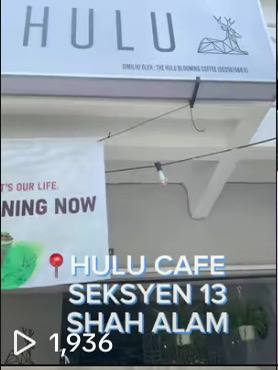 HULU
DIMILIKI OLEH : THE HULU BLOOMING COFFEE
T'S OUR LIFE.
NING NOW
📍HULU CAFE
SEKSYEN 13
SHAH ALAM
1,936